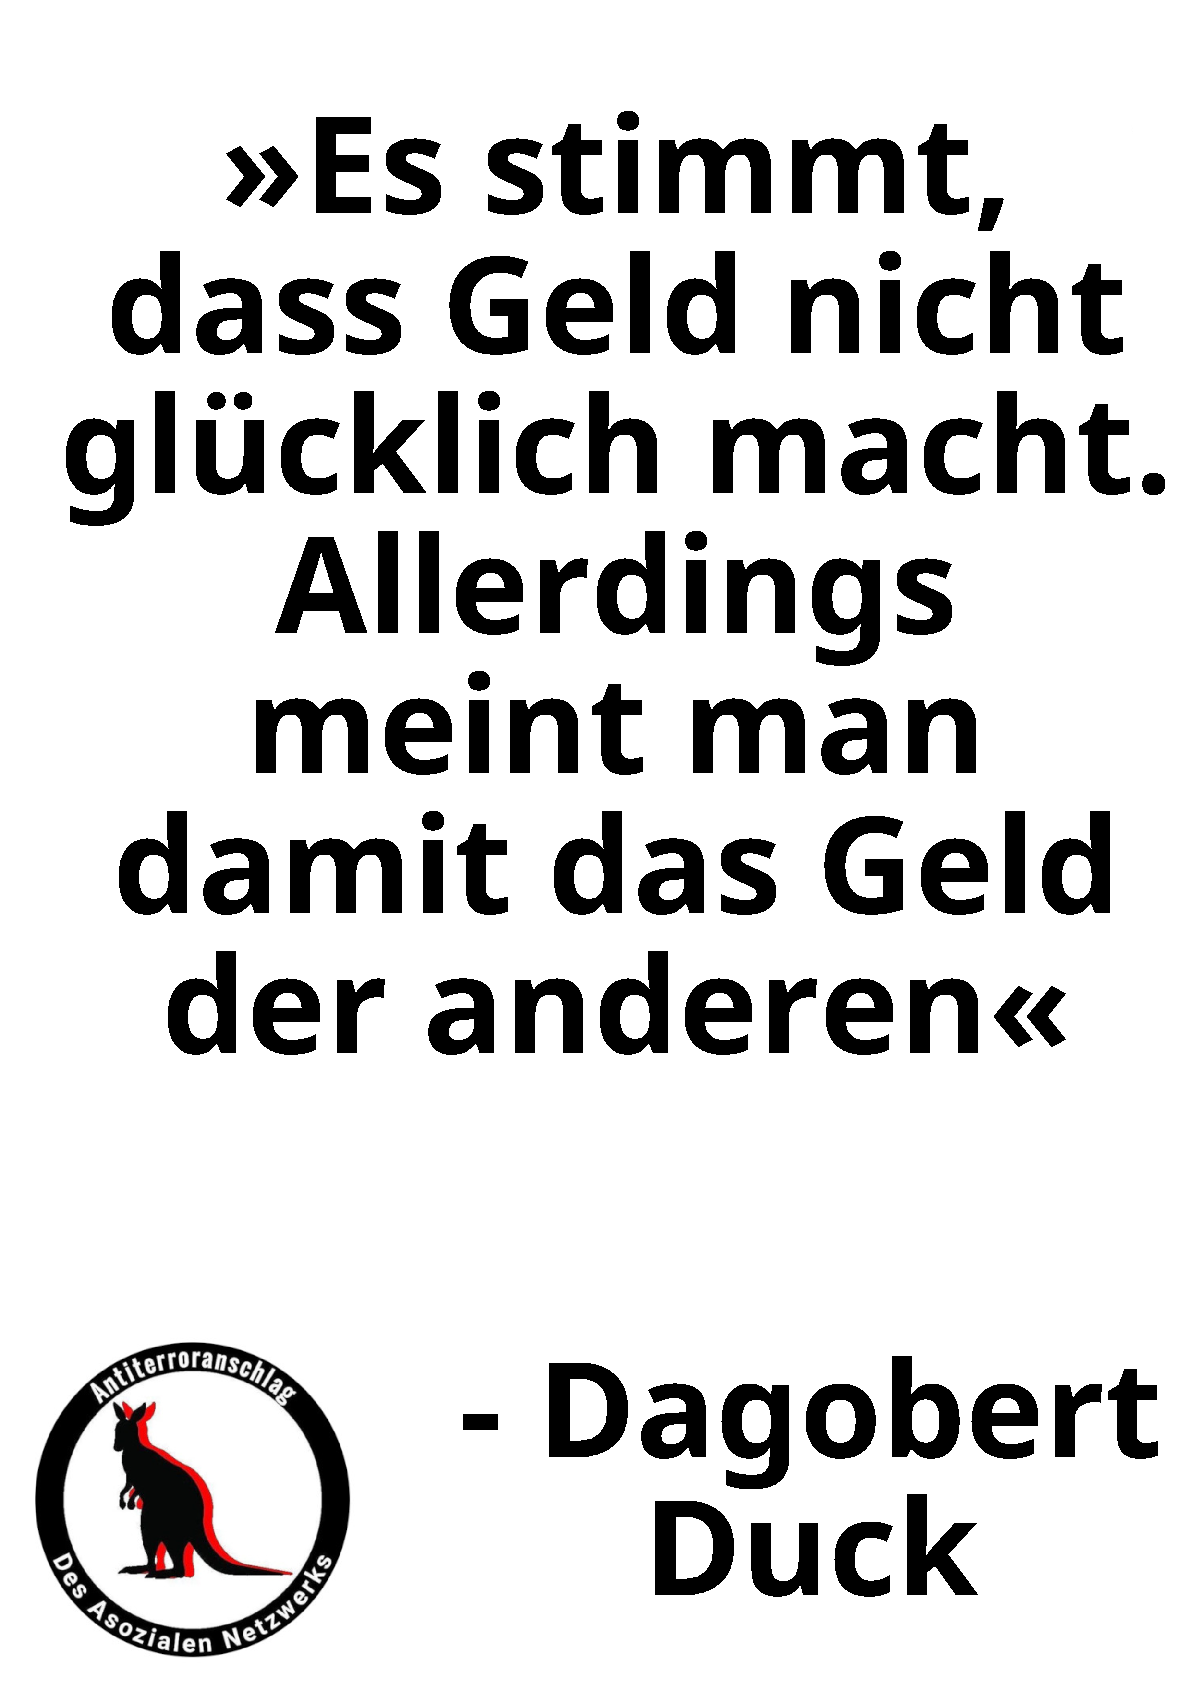 »Es stimmt,
dass Geld nicht
glücklich macht.
Allerdings
meint man
damit das Geld
der anderen«
- Dagobert
Duck
Antiterroranschlag
Des Asozialen Netzwerks